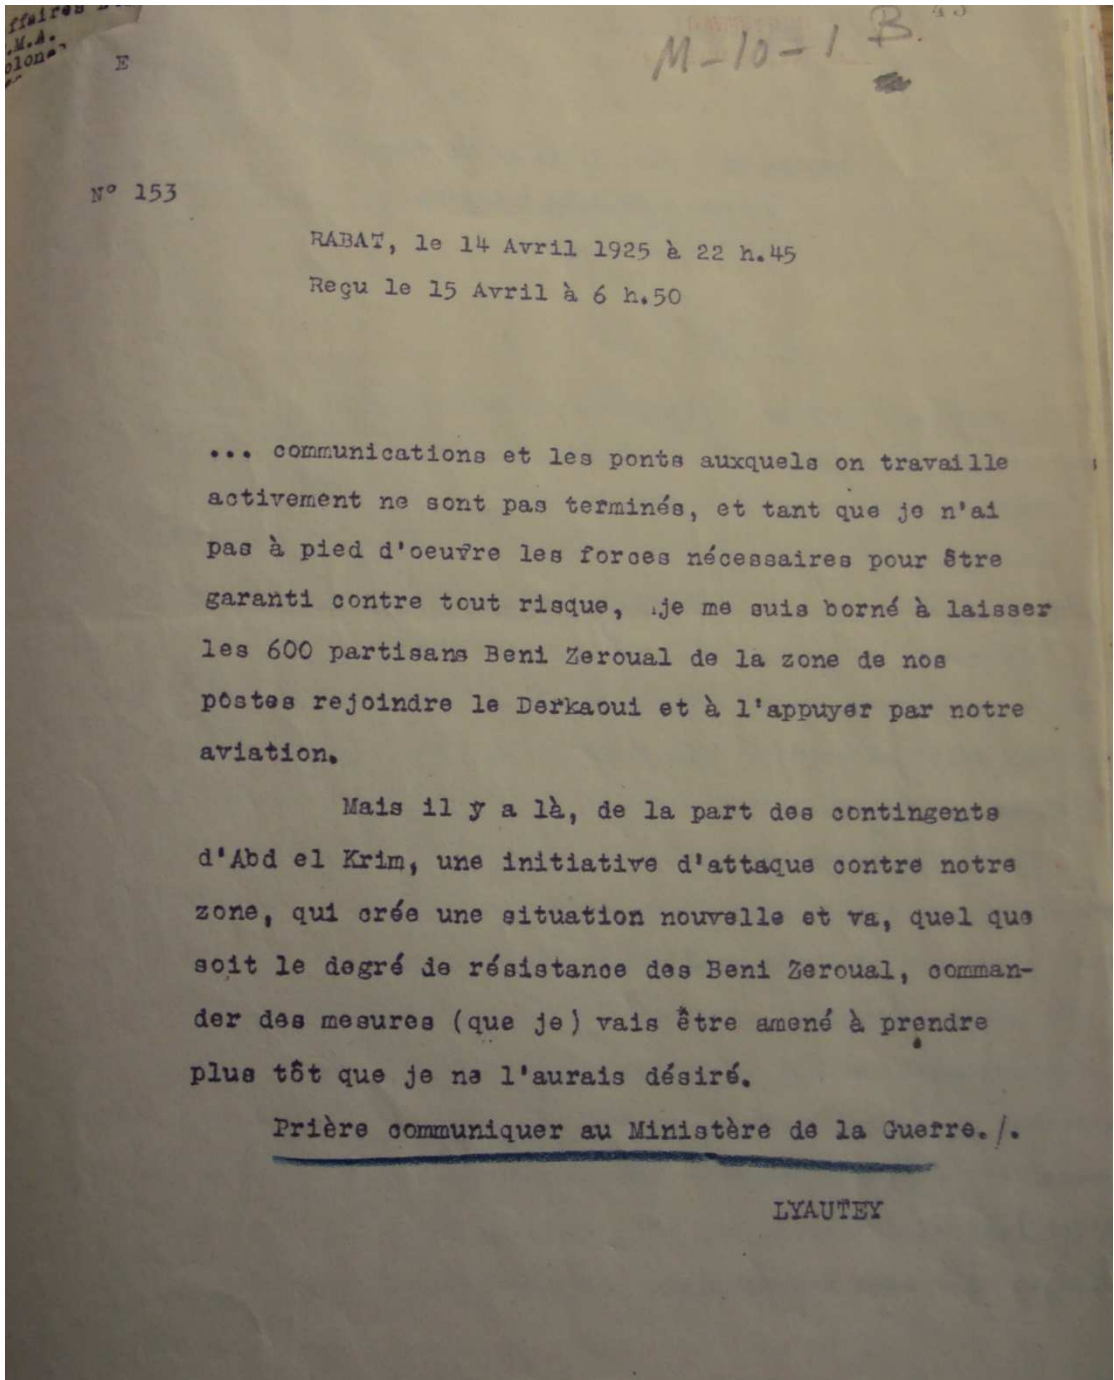 .M.A.
E
M-10-1 B.
N° 153
RABAT, le 14 Avril 1925 à 22 h.45
Reçu le 15 Avril à 6 h.50
... communications et les ponts auxquels on travaille
activement ne sont pas terminés, et tant que je n'ai
pas à pied d'oeuvre les forces nécessaires pour être
garanti contre tout risque, je me suis borné à laisser
les 600 partisans Beni Zeroual de la zone de nos
postes rejoindre le Derkaoui et à l'appuyer par notre
aviation.
Mais il y a là, de la part des contingents
d'Abd el Krim, une initiative d'attaque contre notre
zone, qui crée une situation nouvelle et va, quel que
soit le degré de résistance des Beni Zeroual, comman-
der des mesures (que je) vais être amené à prendre
plus tôt que je ne l'aurais désiré.
Prière communiquer au Ministère de la Guerre./.
LYAUTEY